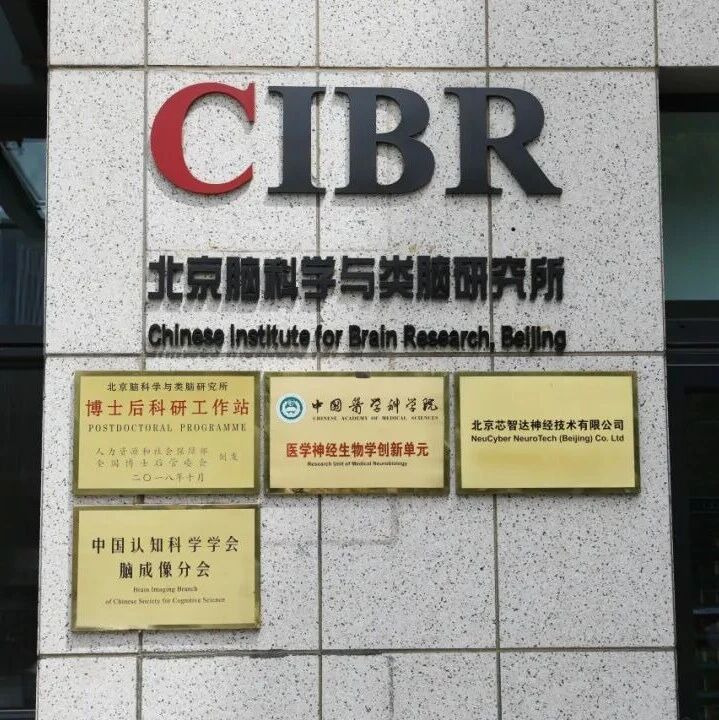 CIBR
北京脑科学与类脑研究所
Chinese Institute for Brain Research, Beijing
北京脑科学与类脑研究所
博士后科研工作站
POSTDOCTORAL PROGRAMME
人力资源和社会保障部
全国博士后管委会
制发
二〇一八年十月
中国医学科学院
CHINESE ACADEMY OF MEDICAL SCIENCES
医学神经生物学创新单元
Research Unit of Medical Neurobiology
北京芯智达神经技术有限公司
NeuCyber NeuroTech (Beijing) Co. Ltd
中国认知科学学会
脑成像分会
Brain Imaging Branch
of Chinese Society for Cognitive Science